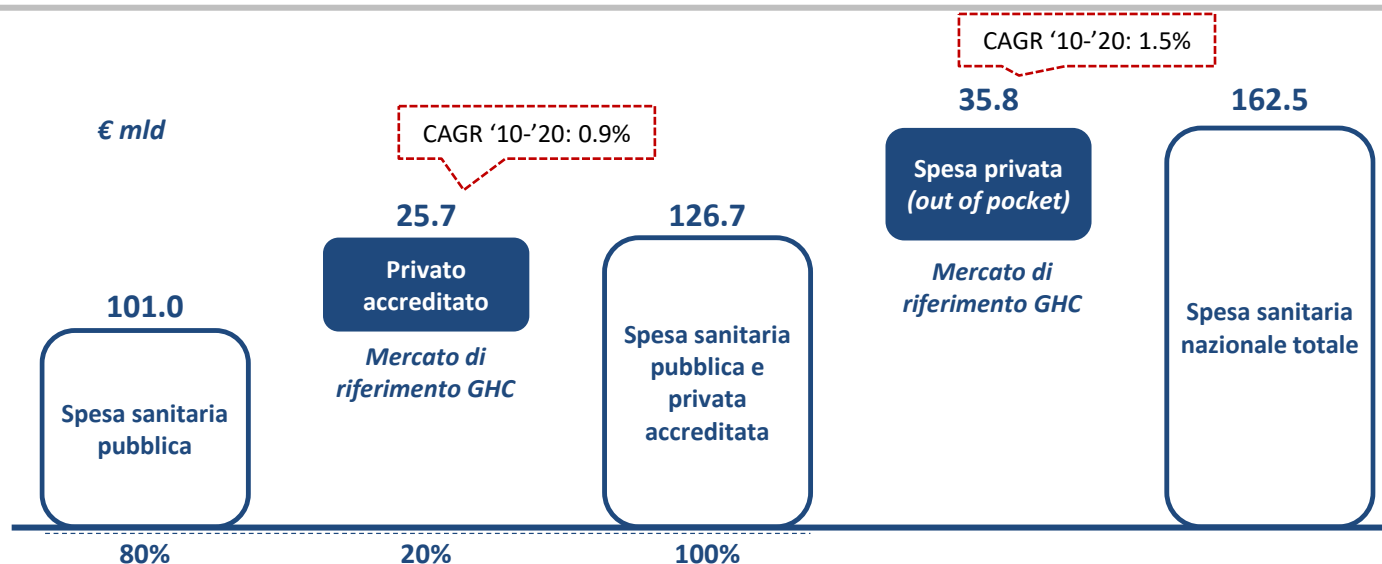 € mld
101.0
Spesa sanitaria
pubblica
80%
CAGR ‘10-’20: 0.9%
25.7
Privato
accreditato
Mercato di
riferimento GHC
20%
126.7
Spesa sanitaria
pubblica e
privata
accreditata
100%
CAGR ‘10-’20: 1.5%
35.8
Spesa privata
(out of pocket)
Mercato di
riferimento GHC
162.5
Spesa sanitaria
nazionale totale